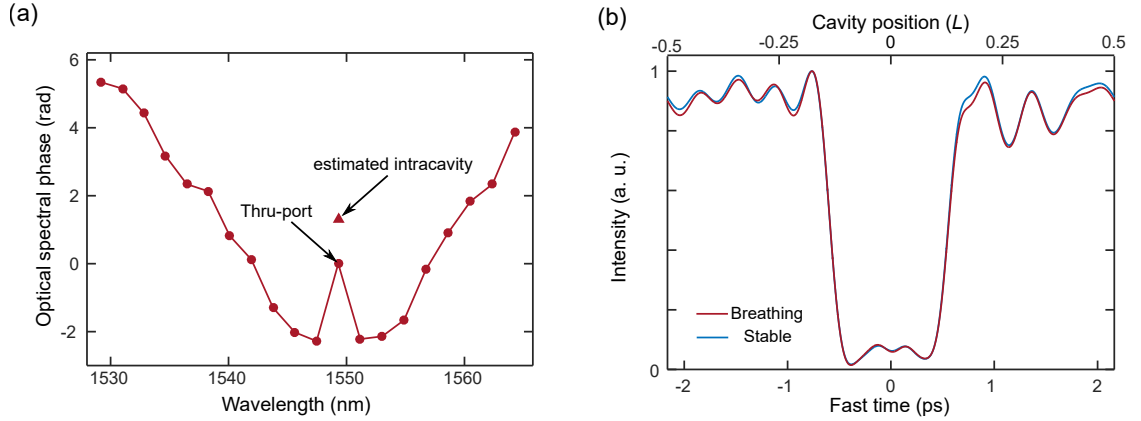 (a)
6
4
2
0
-2
Optical spectral phase (rad)
estimated intracavity
Thru-port
1530
1540
1550
1560
Wavelength (nm)
(b)
Cavity position (L)
-0.5
-0.25
0
0.25
0.5
1
0
Intensity (a. u.)
Breathing
Stable
-2
-1
0
1
2
Fast time (ps)